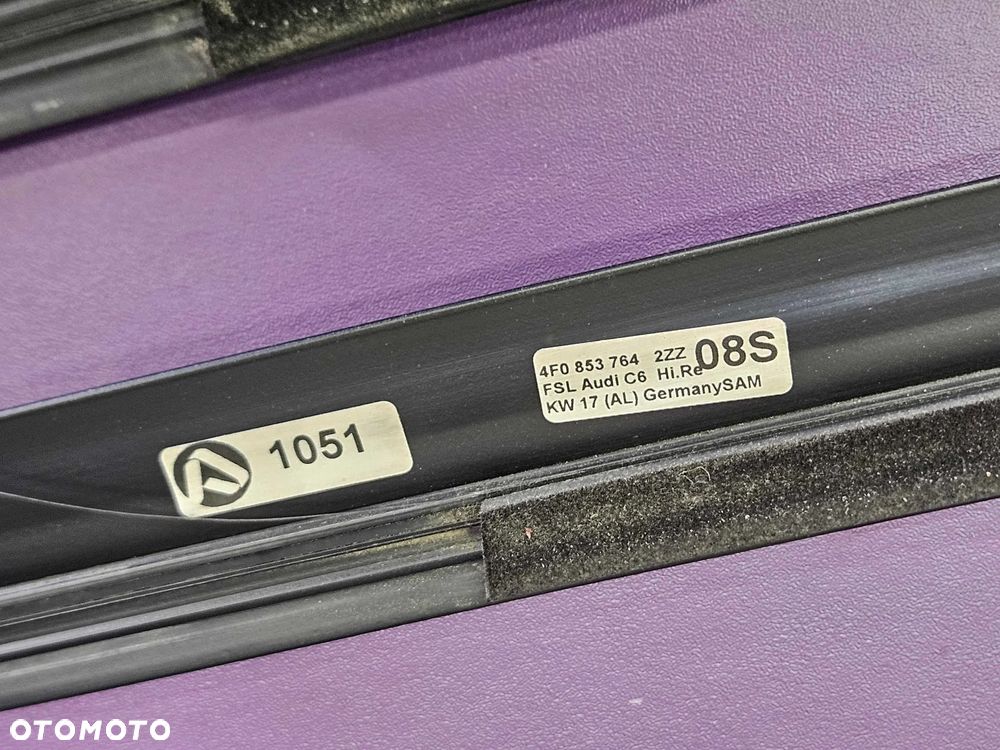 4F0 853 764 2ZZ 08S
FSL Audi C6 Hi.Re
KW 17 (AL) GermanySAM
1051
OTOMOTO